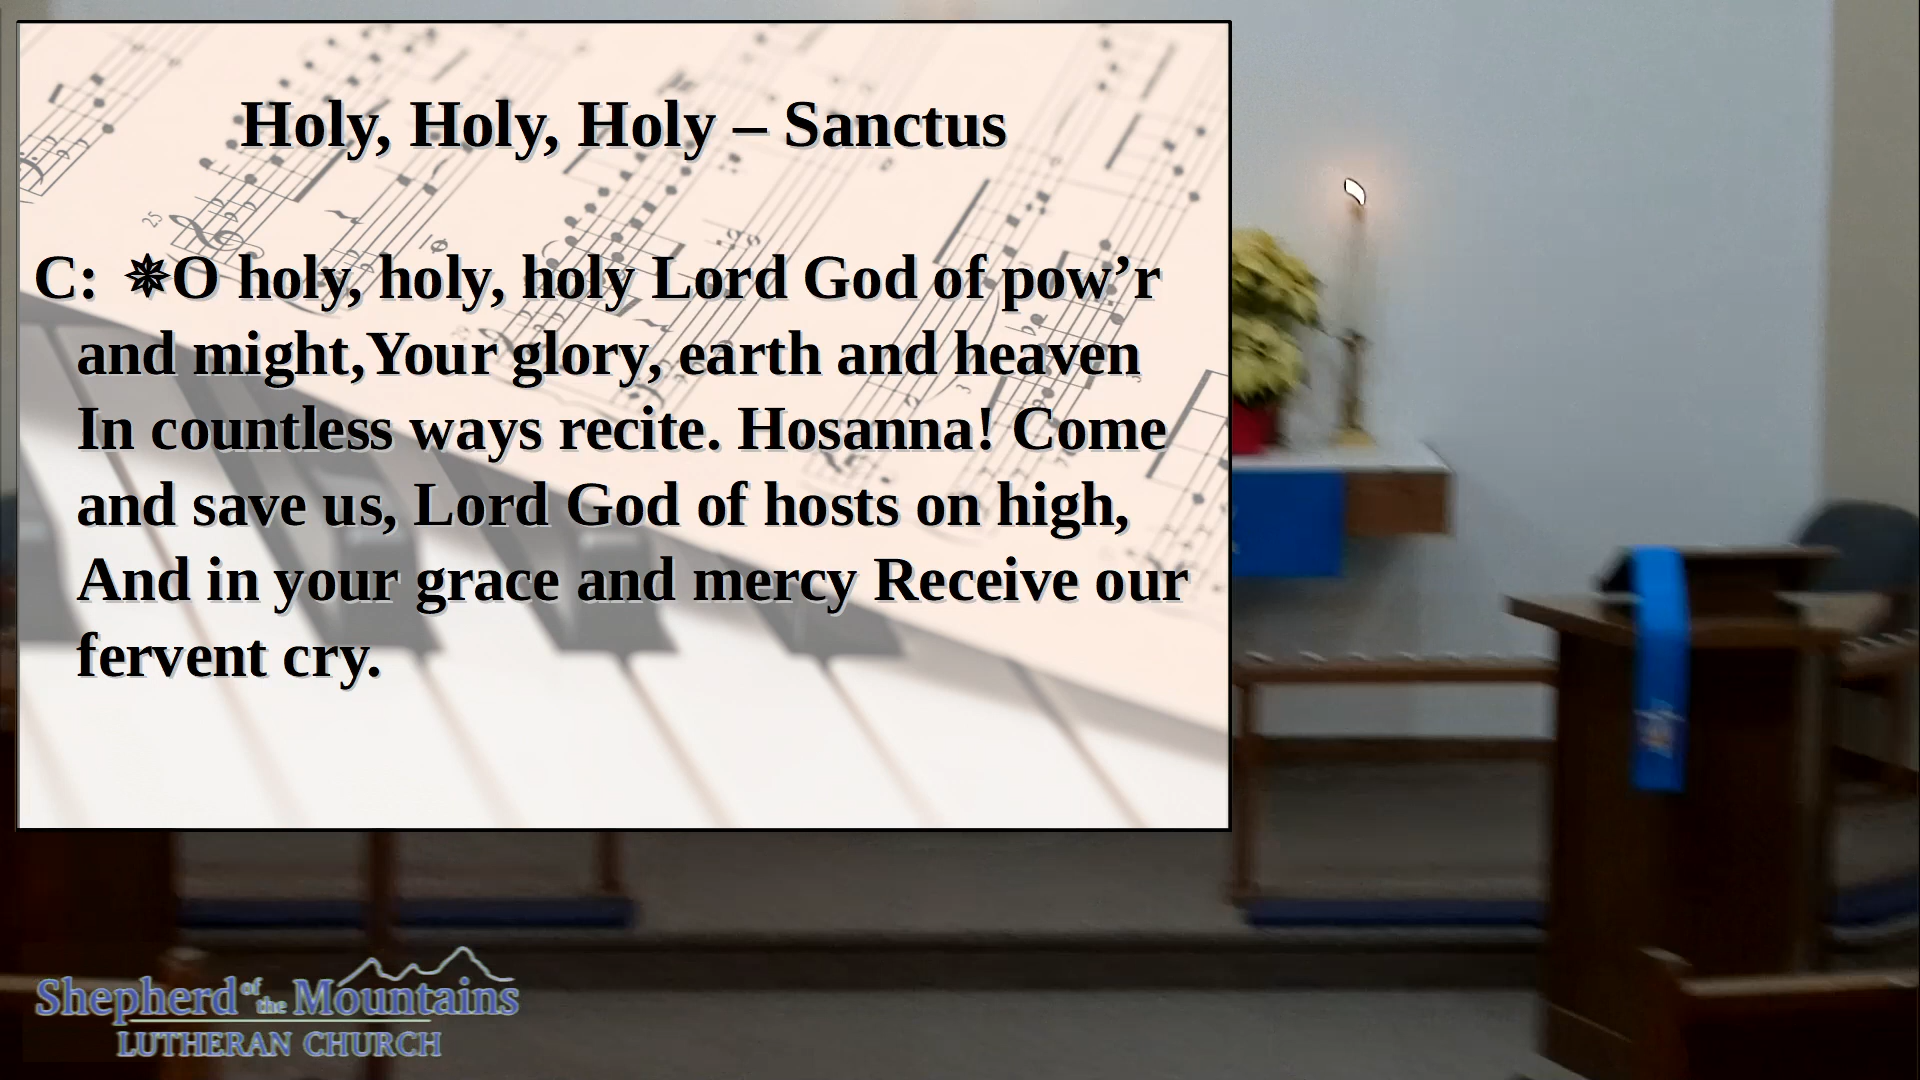 Holy, Holy, Holy – Sanctus
C: ✵O holy, holy, holy Lord God of pow’r
and might,Your glory, earth and heaven
In countless ways recite. Hosanna! Come
and save us, Lord God of hosts on high,
And in your grace and mercy Receive our
fervent cry.
Shepherd of the Mountains
LUTHERAN CHURCH